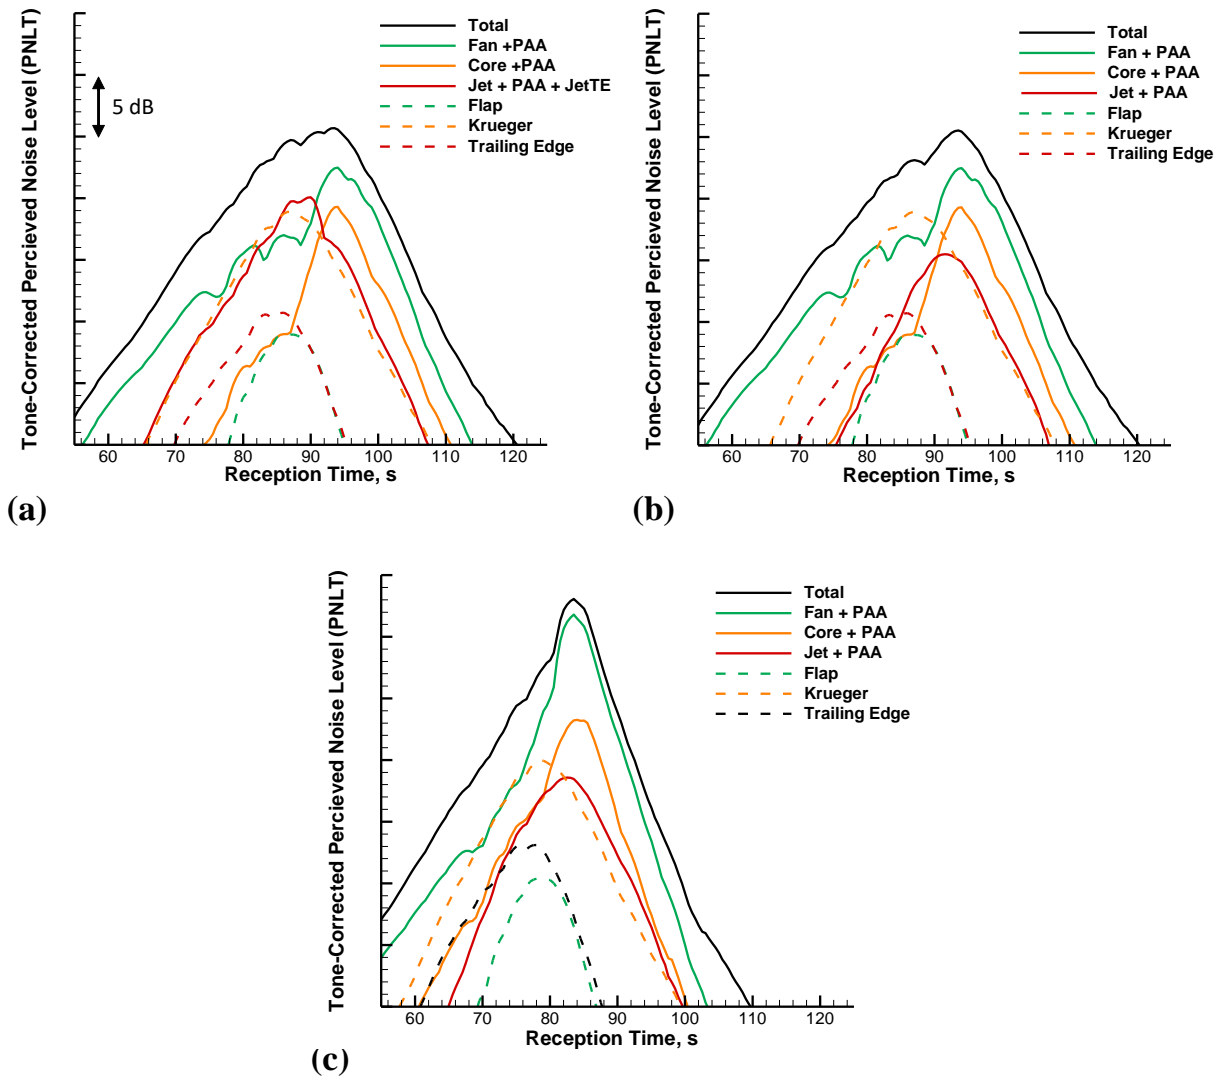 Tone-Corrected Percieved Noise Level (PNLT)
5 dB
Total
Fan +PAA
Core +PAA
Jet + PAA + JetTE
Flap
Krueger
Trailing Edge
60 70 80 90 100 110 120
Reception Time, s
(a)
Tone-Corrected Percieved Noise Level (PNLT)
Total
Fan + PAA
Core + PAA
Jet + PAA
Flap
Krueger
Trailing Edge
60 70 80 90 100 110 120
Reception Time, s
(b)
Tone-Corrected Percieved Noise Level (PNLT)
Total
Fan + PAA
Core + PAA
Jet + PAA
Flap
Krueger
Trailing Edge
60 70 80 90 100 110 120
Reception Time, s
(c)